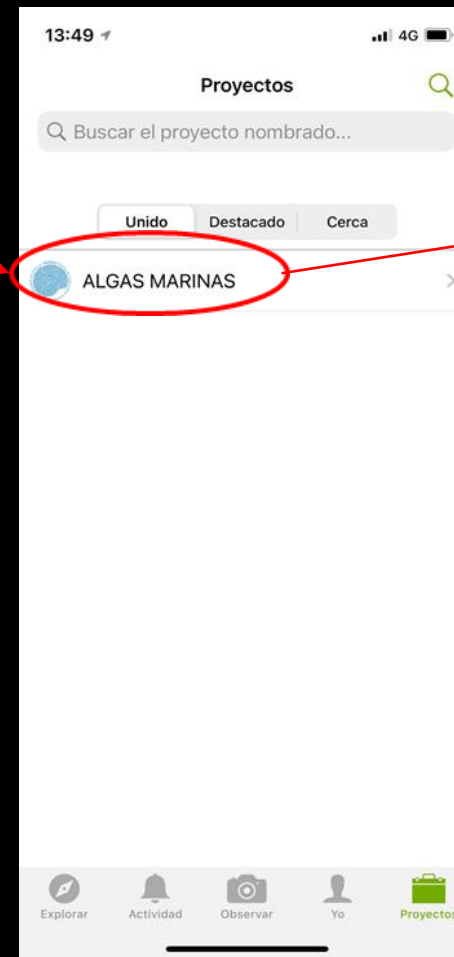 13:49 4G
Proyectos
Buscar el proyecto nombrado...
Unido Destacado Cerca
ALGAS MARINAS
Explorar Actividad Observar Yo Proyectos